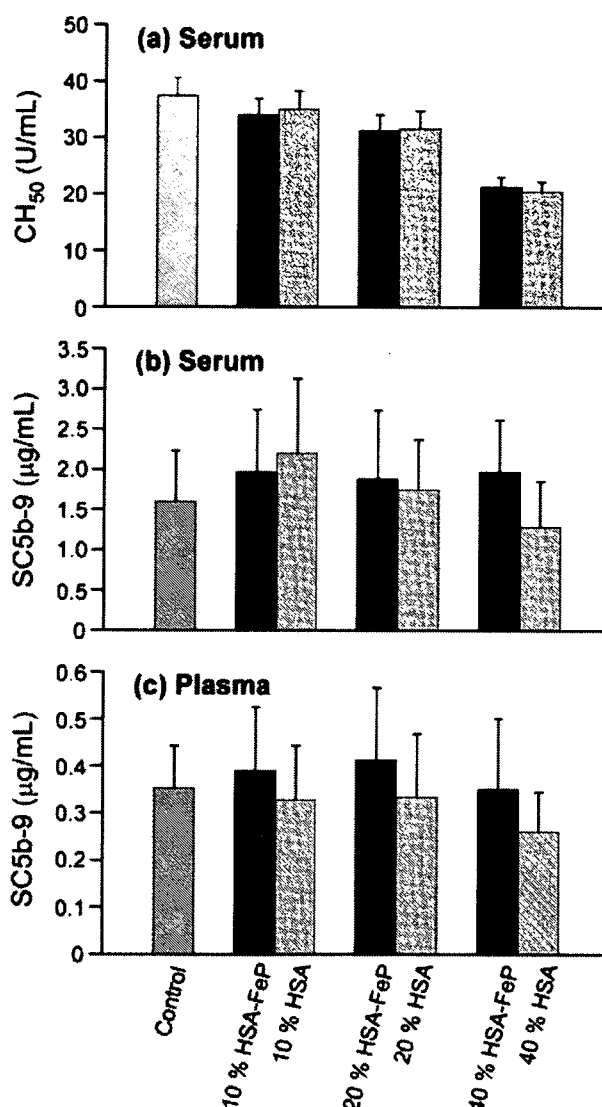 (a) Serum
CH50 (U/mL)
50
40
30
20
10
0
(b) Serum
SC5b-9 (μg/mL)
3.5
3.0
2.5
2.0
1.5
1.0
0.5
0
(c) Plasma
SC5b-9 (μg/mL)
0.6
0.5
0.4
0.3
0.2
0.1
0
Control
10 % HSA-FeP
10 % HSA
20 % HSA-FeP
20 % HSA
40 % HSA-FeP
40 % HSA